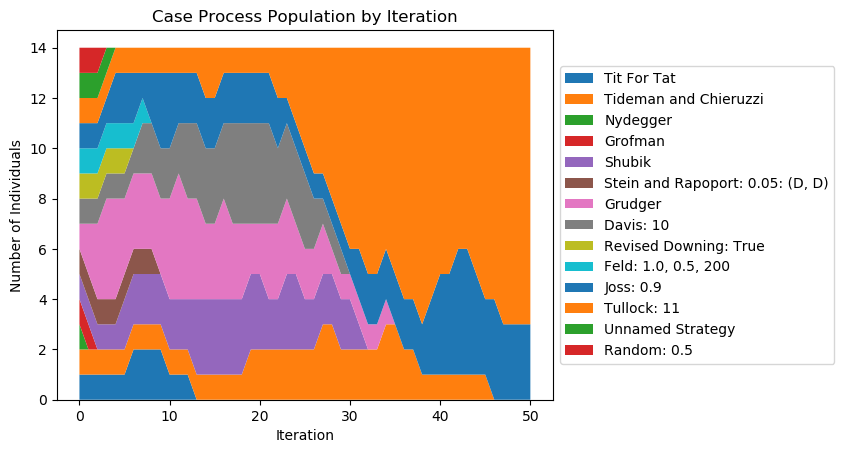 Case Process Population by Iteration
14
12
10
8
6
4
2
0
Number of Individuals
0 10 20 30 40 50
Iteration
Tit For Tat
Tideman and Chieruzzi
Nydegger
Grofman
Shubik
Stein and Rapoport: 0.05: (D, D)
Grudger
Davis: 10
Revised Downing: True
Feld: 1.0, 0.5, 200
Joss: 0.9
Tullock: 11
Unnamed Strategy
Random: 0.5